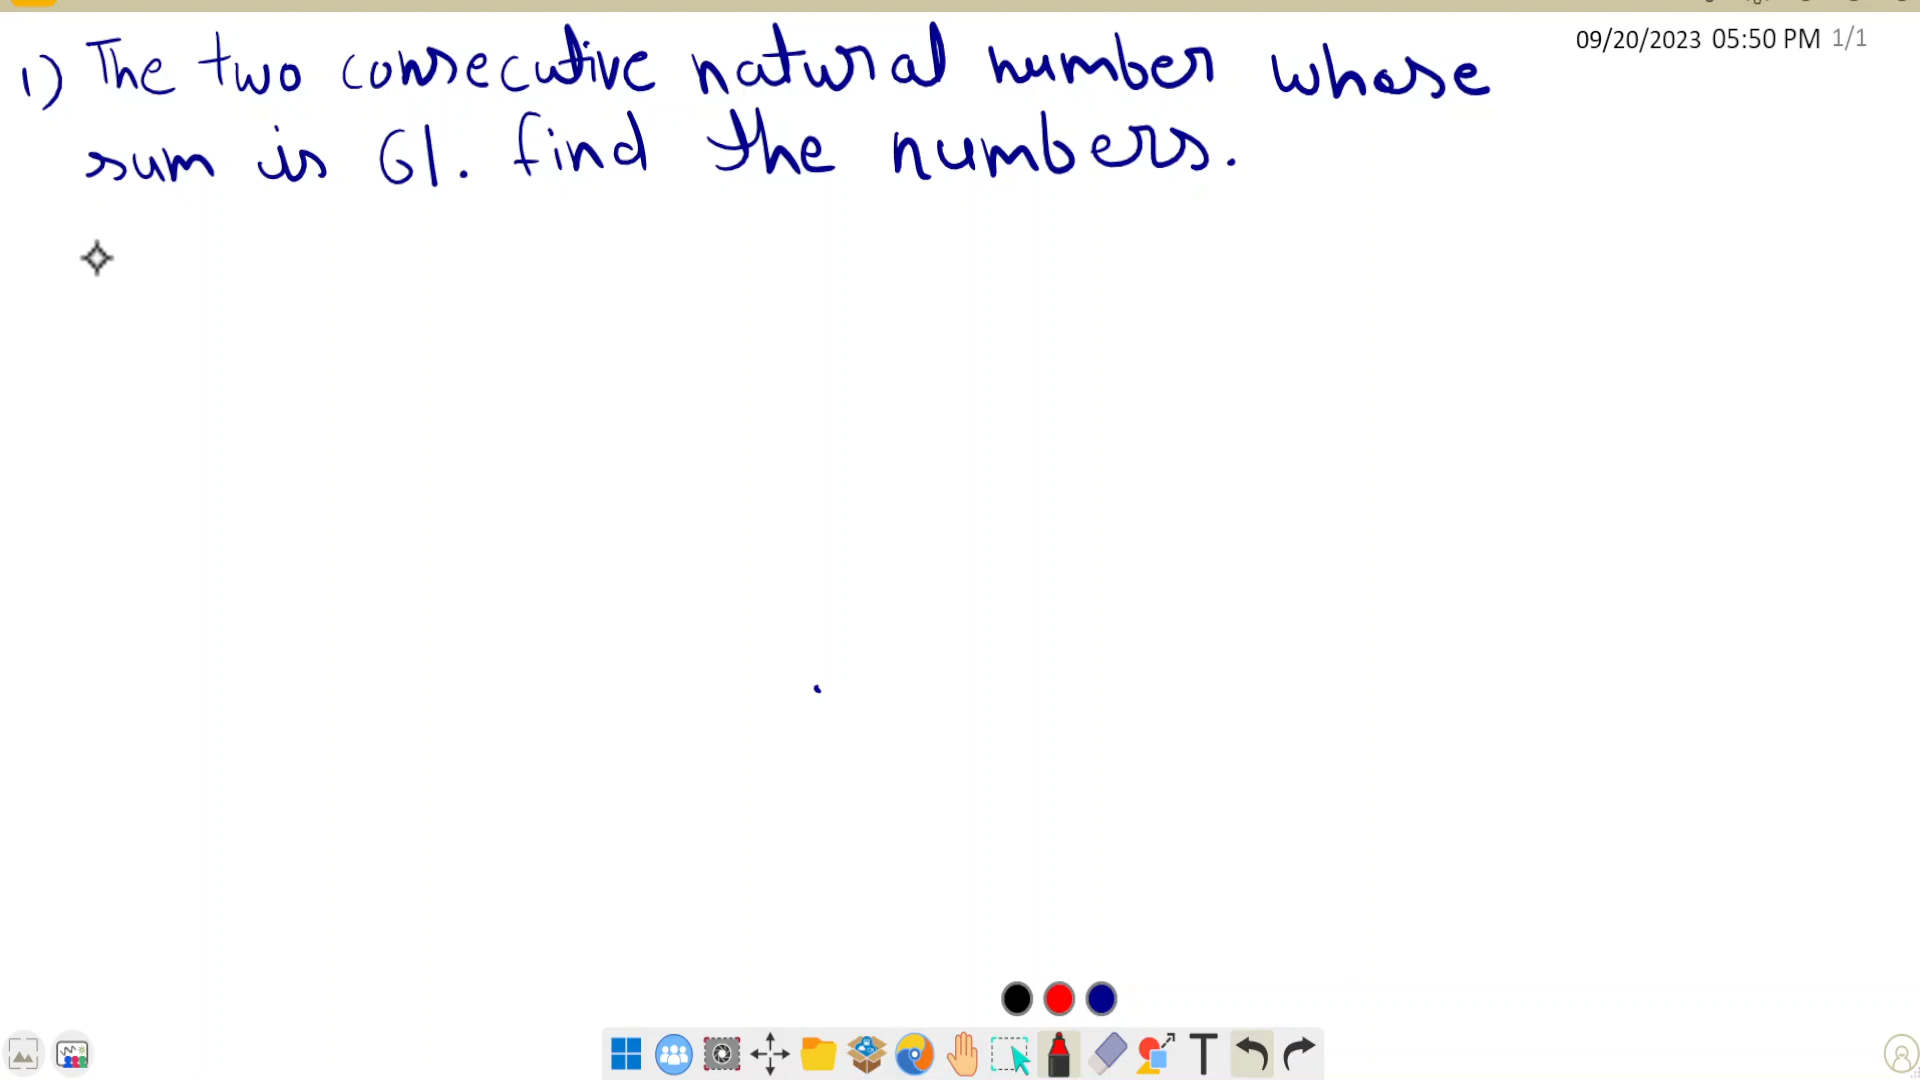 09/20/2023 05:50 PM 1/1
1) The two consecutive natural number whose
sum is 61. find the numbers.
T